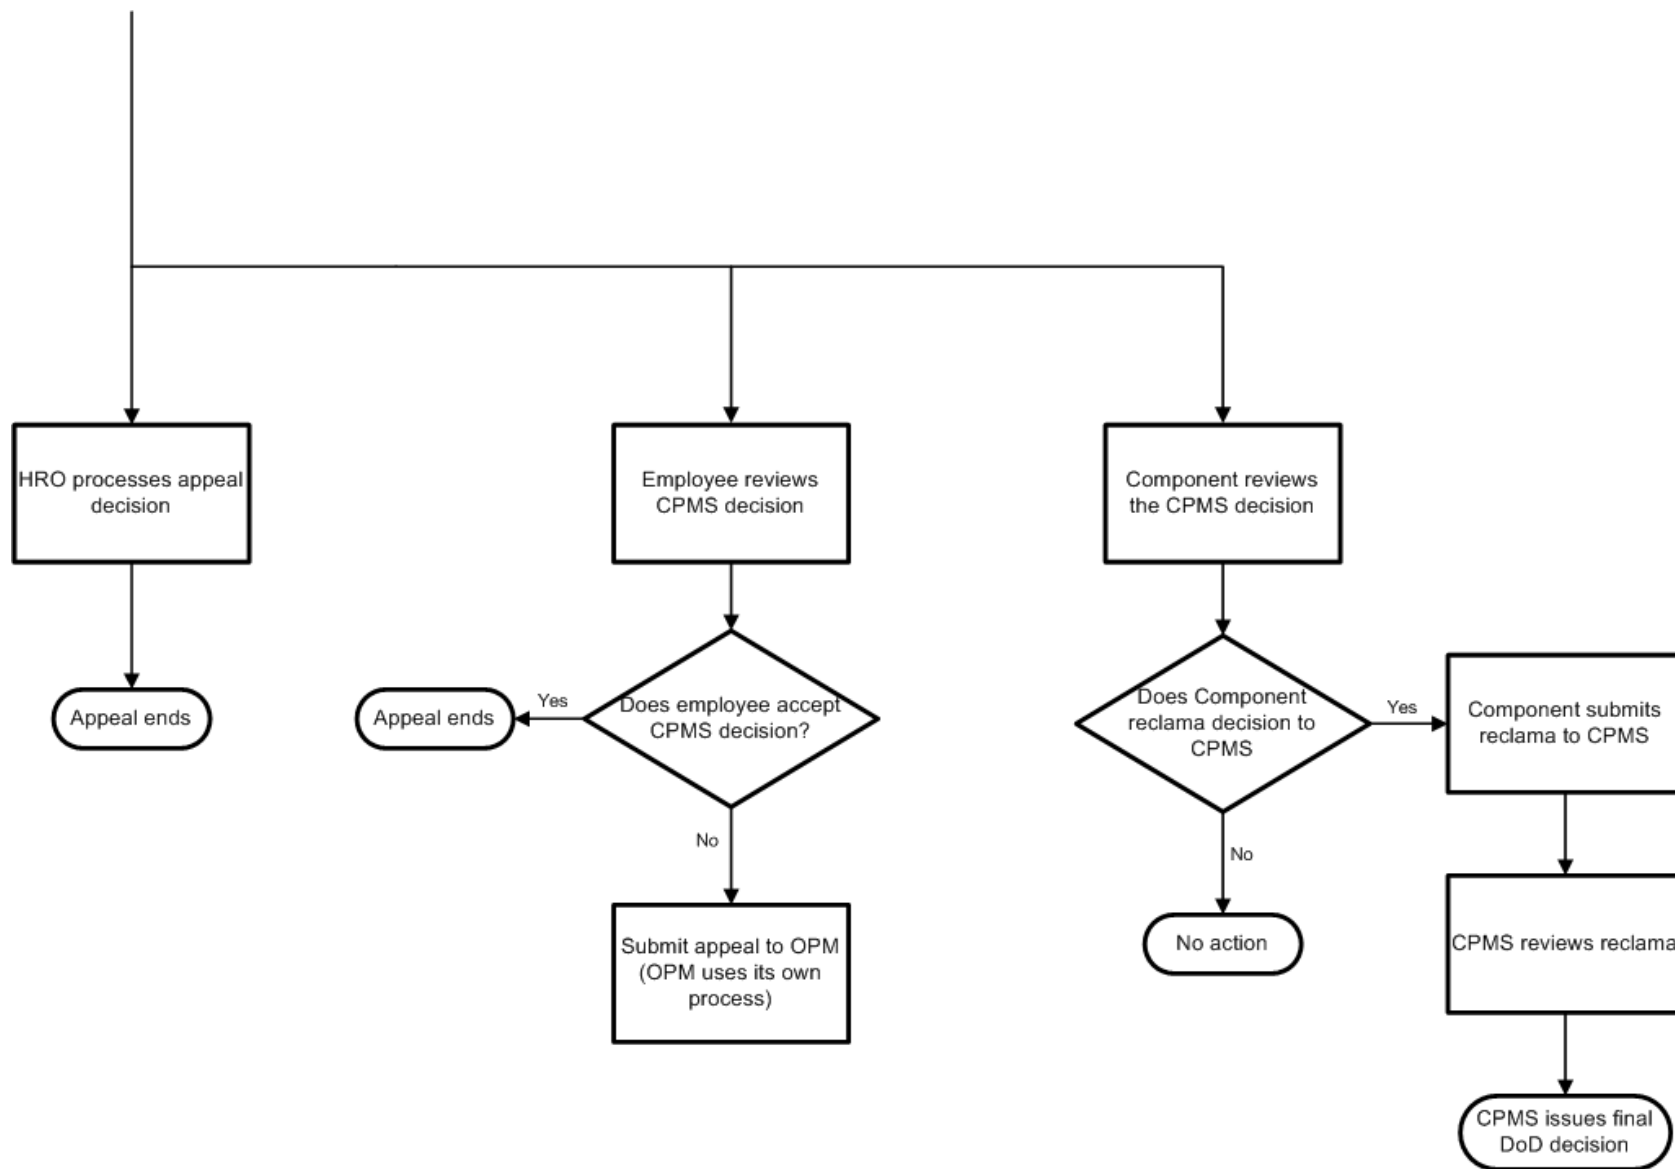 HRO processes appeal
decision
Employee reviews
CPMS decision
Component reviews
the CPMS decision
Appeal ends
Appeal ends
Yes
Does employee accept
CPMS decision?
Does Component
reclama decision to
CPMS
Yes
Component submits
reclama to CPMS
No
No
Submit appeal to OPM
(OPM uses its own
process)
No action
CPMS reviews reclama
CPMS issues final
DoD decision